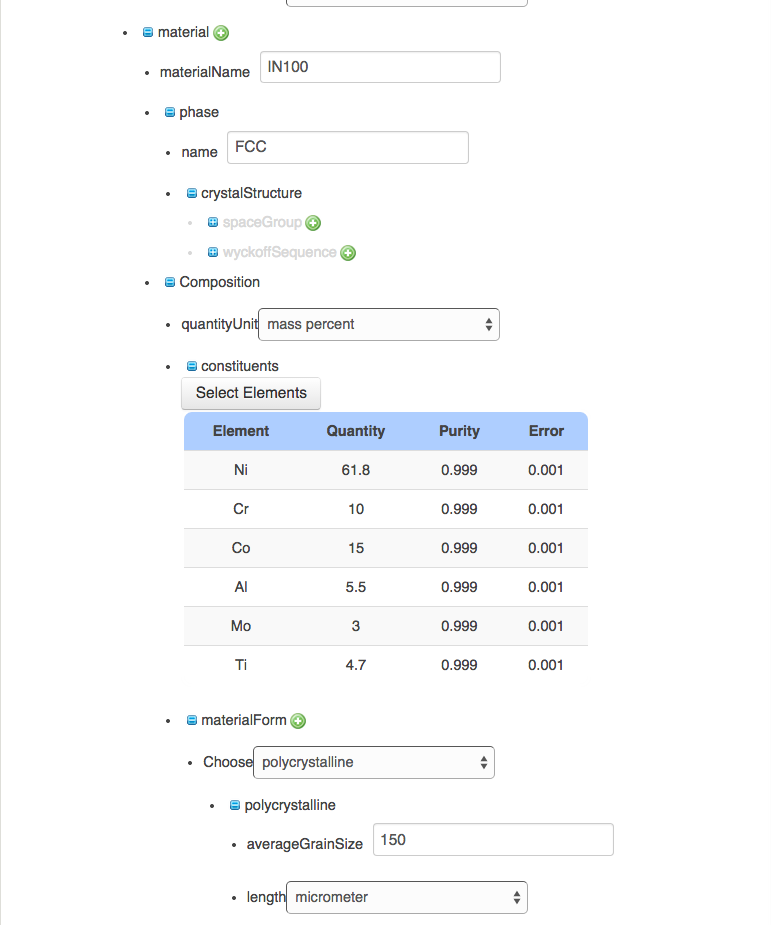 material
materialName IN100
phase
name FCC
crystalStructure
spaceGroup
wyckoffSequence
Composition
quantityUnit mass percent
constituents
Select Elements
Element Quantity Purity Error
Ni 61.8 0.999 0.001
Cr 10 0.999 0.001
Co 15 0.999 0.001
Al 5.5 0.999 0.001
Mo 3 0.999 0.001
Ti 4.7 0.999 0.001
materialForm
Choose polycrystalline
polycrystalline
averageGrainSize 150
length micrometer